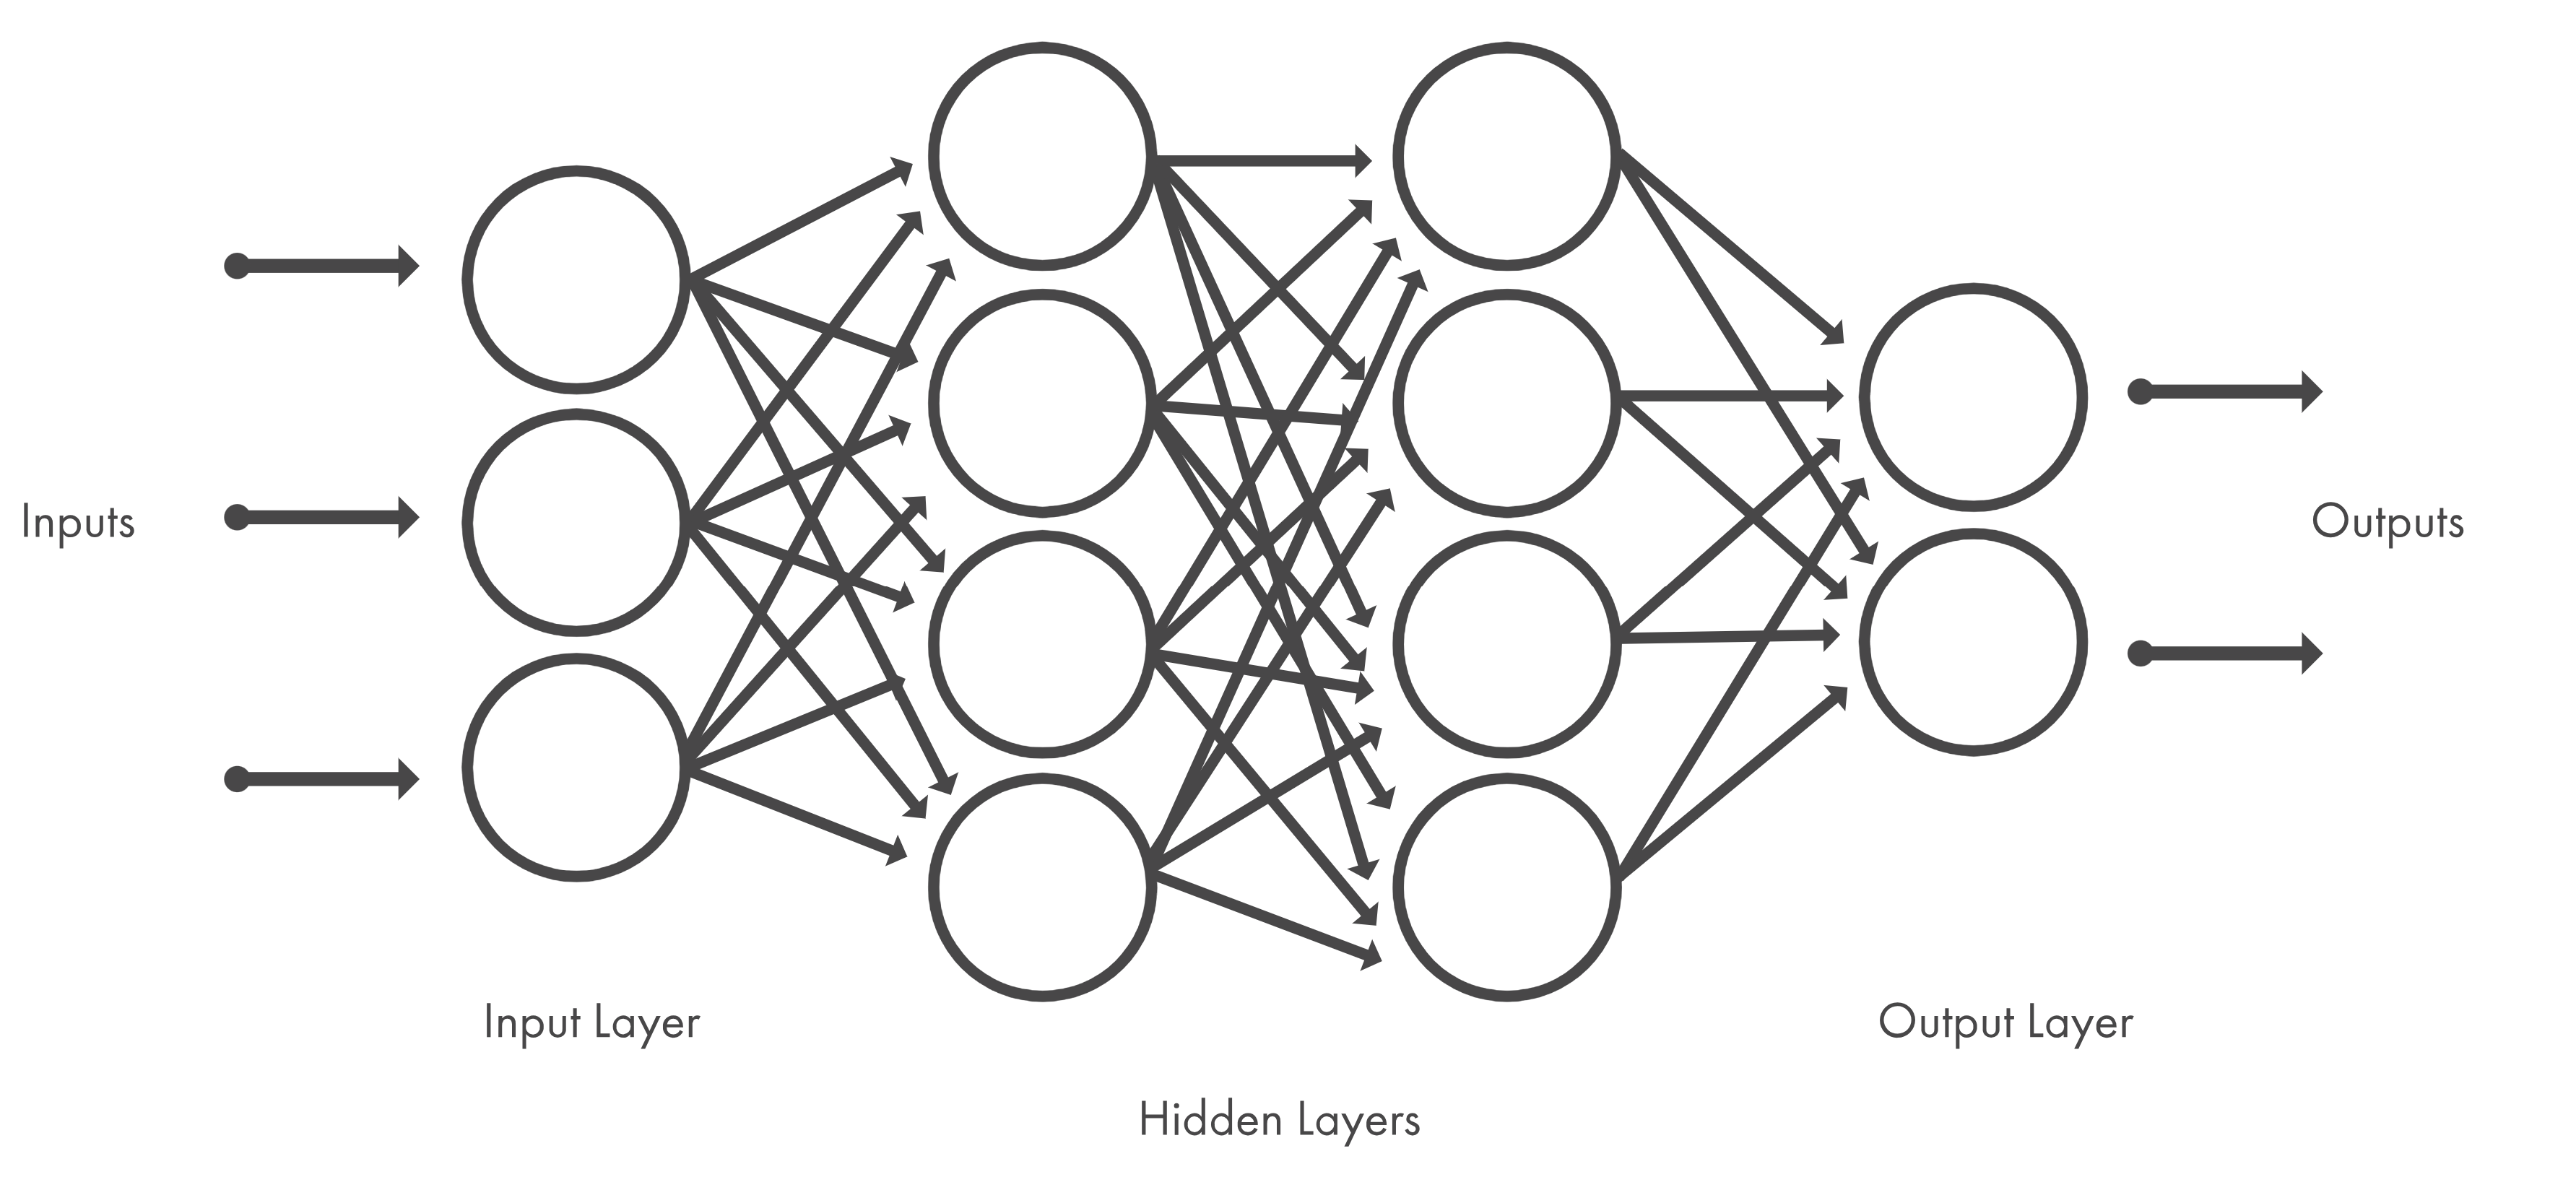 Inputs
Outputs
Input Layer
Output Layer
Hidden Layers